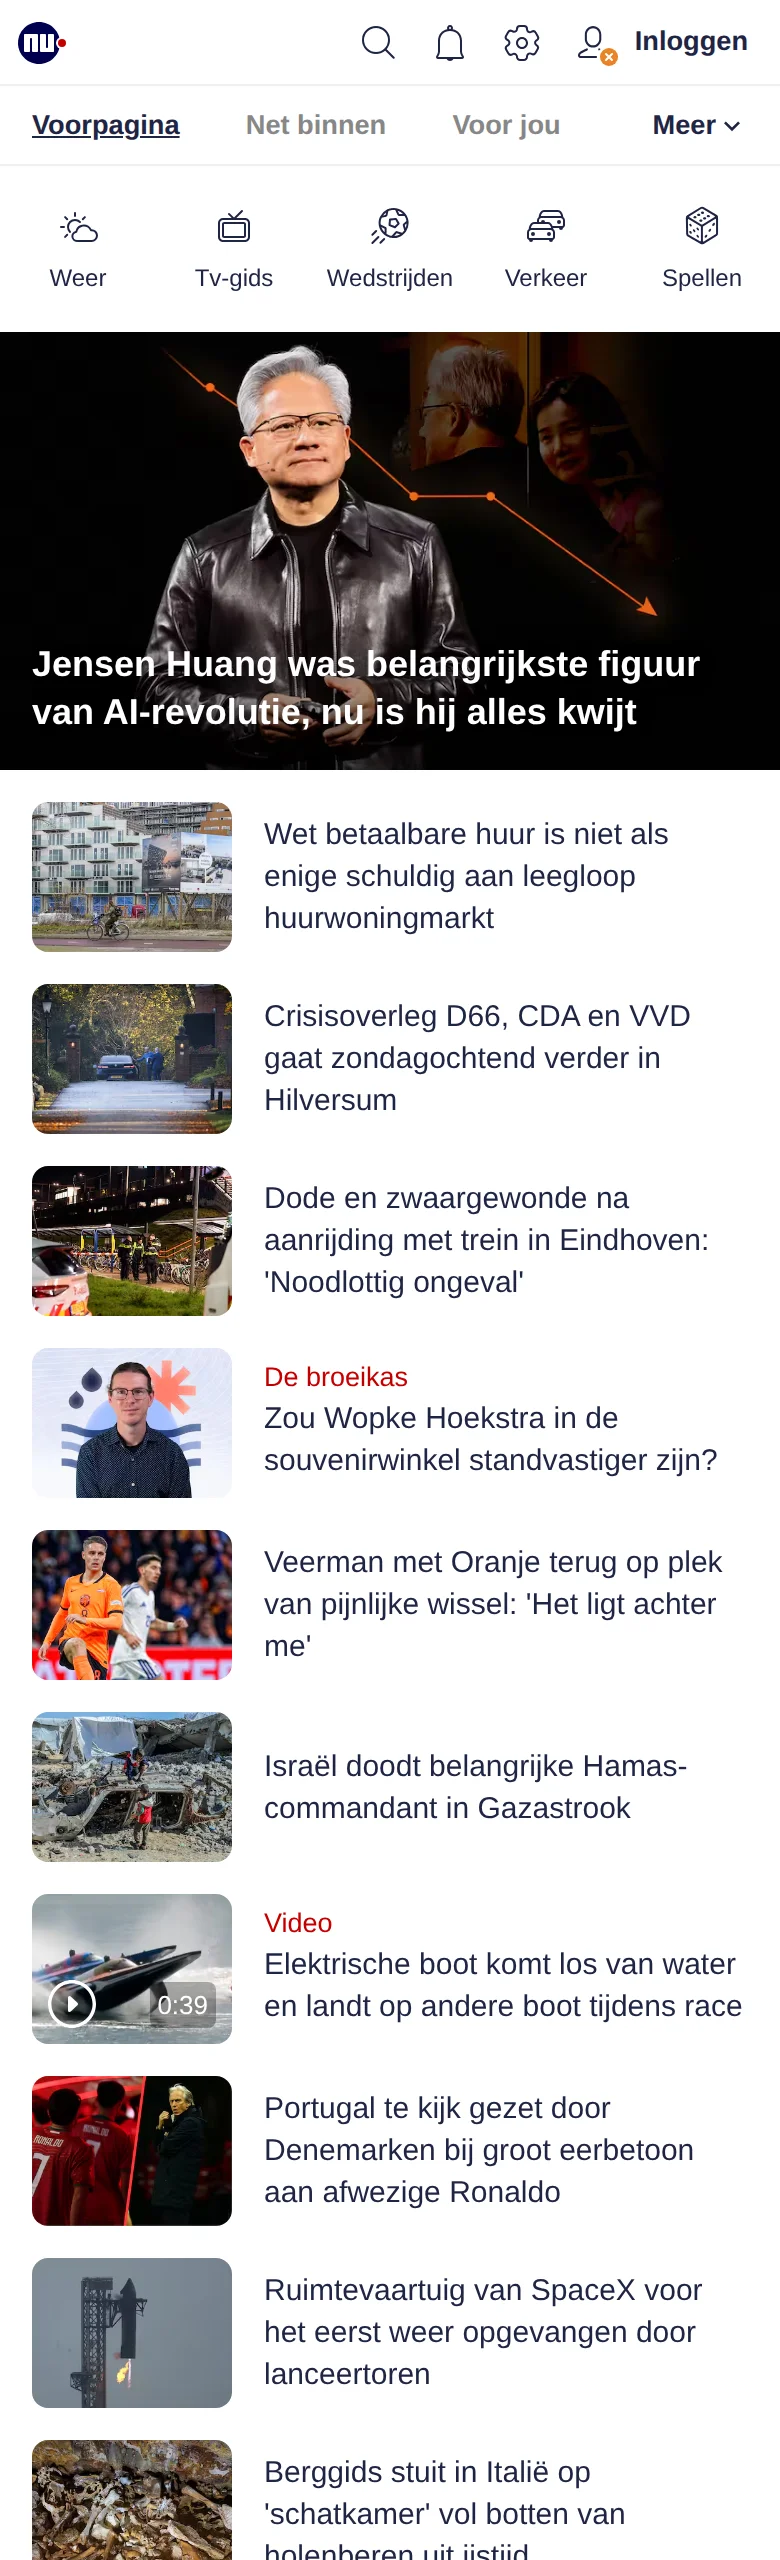 nu
Inloggen
Voorpagina Net binnen Voor jou Meer
Weer Tv-gids Wedstrijden Verkeer Spellen
Jensen Huang was belangrijkste figuur
van AI-revolutie, nu is hij alles kwijt
Wet betaalbare huur is niet als
enige schuldig aan leegloop
huurwoningmarkt
Crisisoverleg D66, CDA en VVD
gaat zondagochtend verder in
Hilversum
Dode en zwaargewonde na
aanrijding met trein in Eindhoven:
'Noodlottig ongeval'
De broeikas
Zou Wopke Hoekstra in de
souvenirwinkel standvastiger zijn?
Veerman met Oranje terug op plek
van pijnlijke wissel: 'Het ligt achter
me'
Israël doodt belangrijke Hamas-
commandant in Gazastrook
Video
0:39
Elektrische boot komt los van water
en landt op andere boot tijdens race
RONALDO
7
RONALDO
7
Portugal te kijk gezet door
Denemarken bij groot eerbetoon
aan afwezige Ronaldo
Ruimtevaartuig van SpaceX voor
het eerst weer opgevangen door
lanceertoren
Berggids stuit in Italië op
'schatkamer' vol botten van
holenberen uit ijstijd